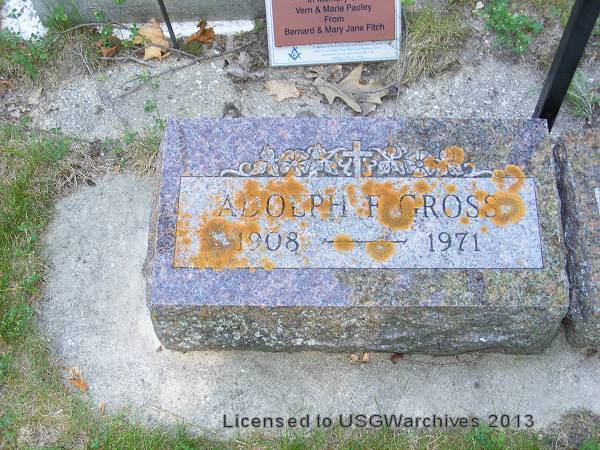 Vern & Marie Pauley
From
Bernard & Mary Jane Fitch
ADOLPH F. GROSS
1908 — 1971
Licensed to USGWarchives 2013